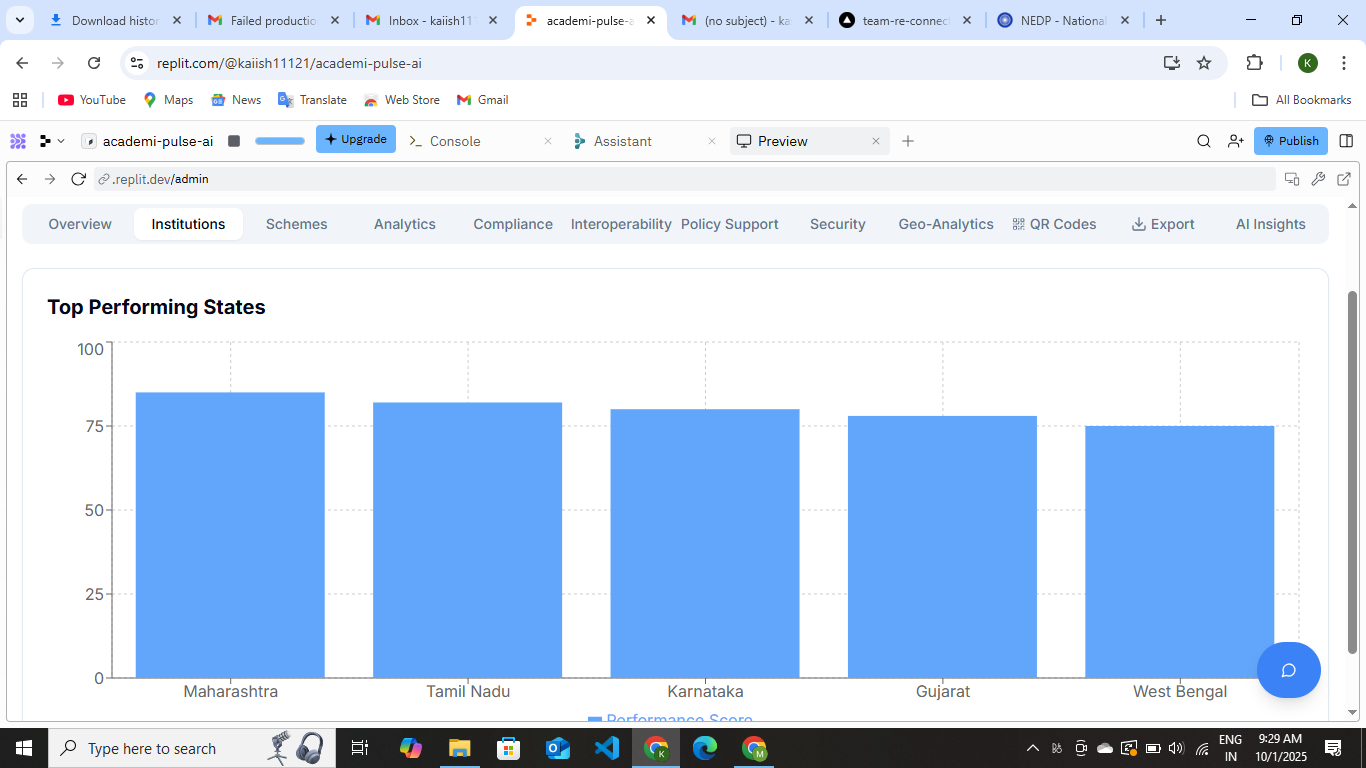 Download histor
Failed productio
Inbox - kaiish11
academi-pulse-a
(no subject) - ka
team-re-connec
NEDP - National
replit.com/@kaiish11121/academi-pulse-ai
K
YouTube
Maps
News
Translate
Web Store
Gmail
All Bookmarks
academi-pulse-ai
Upgrade
Console
Assistant
Preview
Publish
.replit.dev/admin
Overview
Institutions
Schemes
Analytics
Compliance
Interoperability
Policy Support
Security
Geo-Analytics
QR Codes
Export
AI Insights
Top Performing States
100
75
50
25
0
Maharashtra
Tamil Nadu
Karnataka
Gujarat
West Bengal
Performance Score
Type here to search
K
M
ENG
IN
9:29 AM
10/1/2025